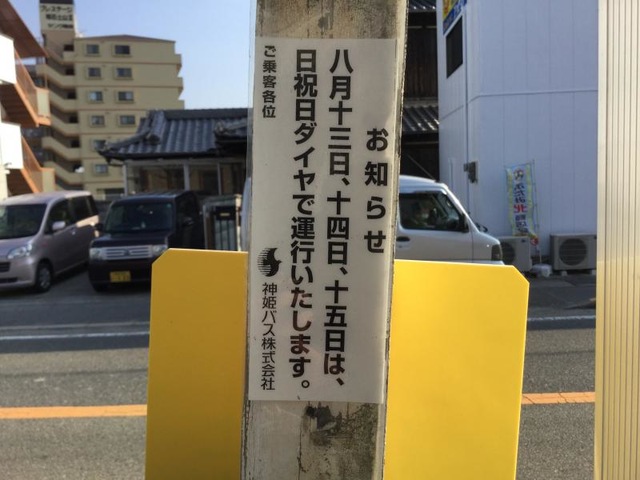 お知らせ
八月十三日、十四日、十五日は、
日祝日ダイヤで運行いたします。
ご乗客各位
神姫バス株式会社